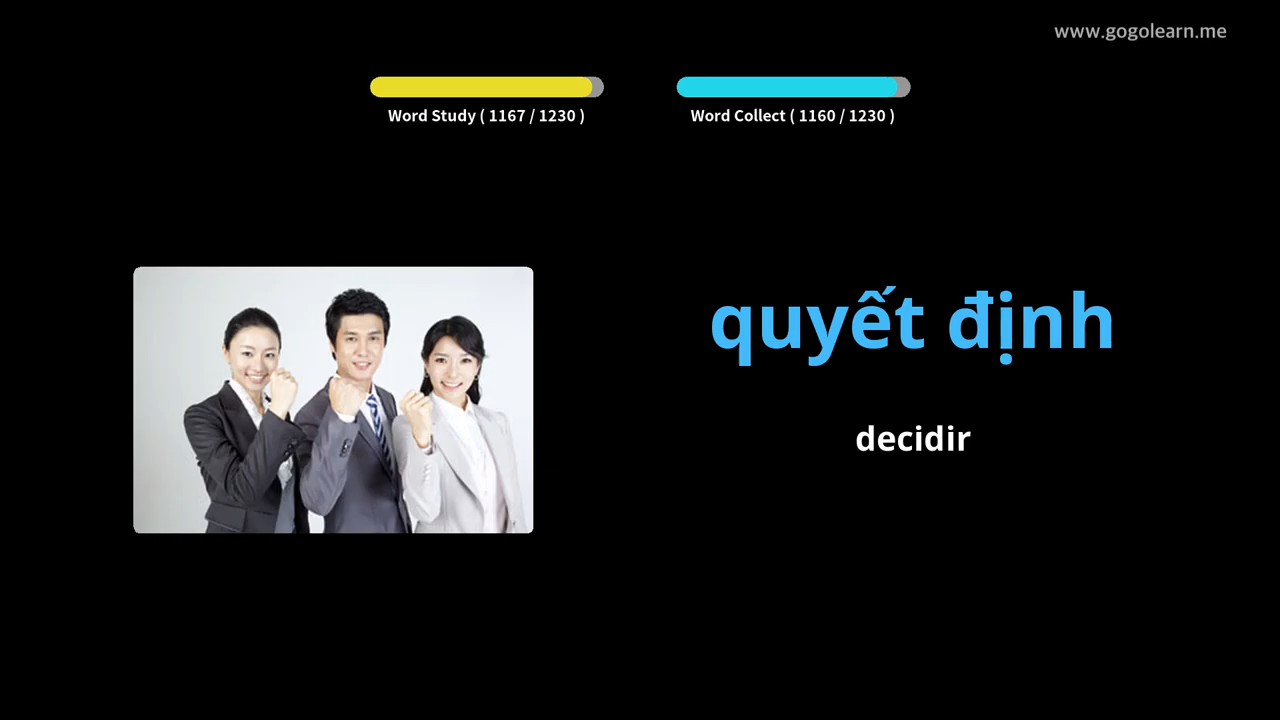 www.gogolearn.me
Word Study ( 1167 / 1230 )
Word Collect ( 1160 / 1230 )
quyết định
decidir